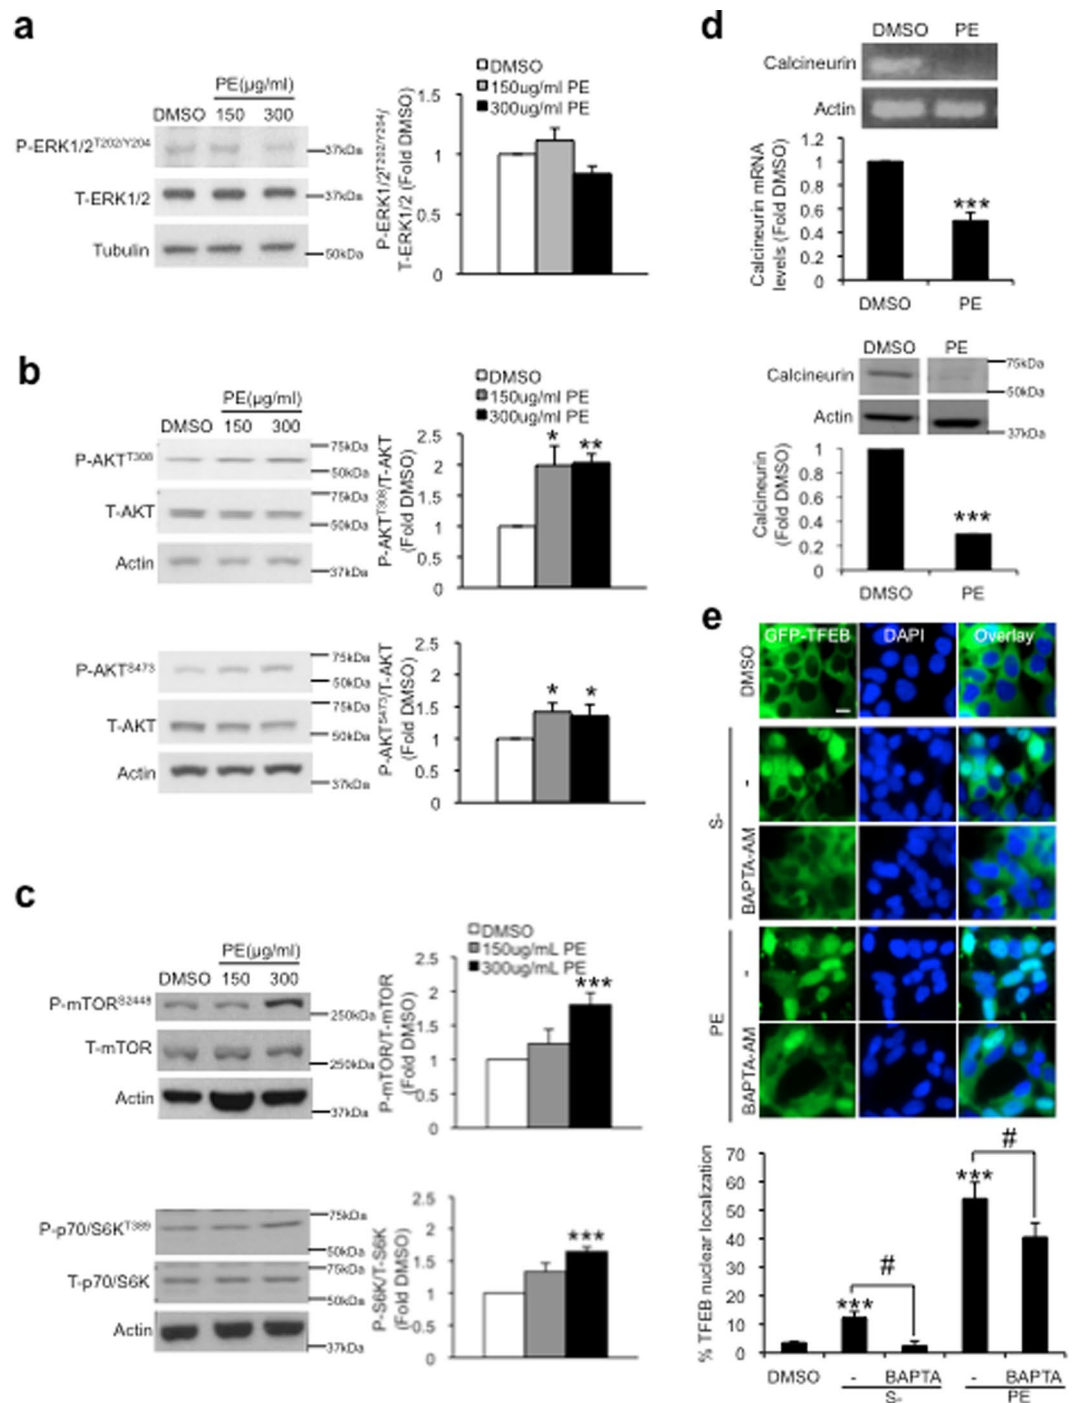 a
PE(µg/ml)
DMSO 150 300
P-ERK1/2T202/Y204
37kDa
T-ERK1/2
37kDa
Tubulin
50kDa
DMSO
150ug/ml PE
300ug/ml PE
P-ERK1/2T202/Y204/
T-ERK1/2 (Fold DMSO)
1.5
1
0.5
0
b
PE(µg/ml)
DMSO 150 300
P-AKTT308
75kDa
50kDa
T-AKT
75kDa
50kDa
Actin
37kDa
DMSO
150ug/ml PE
300ug/ml PE
P-AKTT308/T-AKT
(Fold DMSO)
2.5
2
1.5
1
0.5
0
* **
P-AKTS473
75kDa
50kDa
T-AKT
75kDa
50kDa
Actin
37kDa
P-AKTS473/T-AKT
(Fold DMSO)
2.5
2
1.5
1
0.5
0
* *
c
PE(µg/ml)
DMSO 150 300
P-mTORS2448
250kDa
T-mTOR
250kDa
Actin
37kDa
DMSO
150ug/mL PE
300ug/mL PE
P-mTOR/T-mTOR
(Fold DMSO)
2.5
2
1.5
1
0.5
0
***
P-p70/S6KT389
75kDa
50kDa
T-p70/S6K
75kDa
50kDa
Actin
37kDa
P-S6K/T-S6K
(Fold DMSO)
2.5
2
1.5
1
0.5
0
***
d
DMSO PE
Calcineurin
Actin
Calcineurin mRNA
levels (Fold DMSO)
1.2
1
0.8
0.6
0.4
0.2
0
***
DMSO PE
DMSO PE
Calcineurin
75kDa
50kDa
Actin
37kDa
Calcineurin
(Fold DMSO)
1
0.8
0.6
0.4
0.2
0
***
DMSO PE
e
GFP-TFEB DAPI Overlay
DMSO
S-
-
BAPTA-AM
PE
-
BAPTA-AM
% TFEB nuclear localization
70
60
50
40
30
20
10
0
*** # *** #
DMSO - BAPTA - BAPTA
S- PE